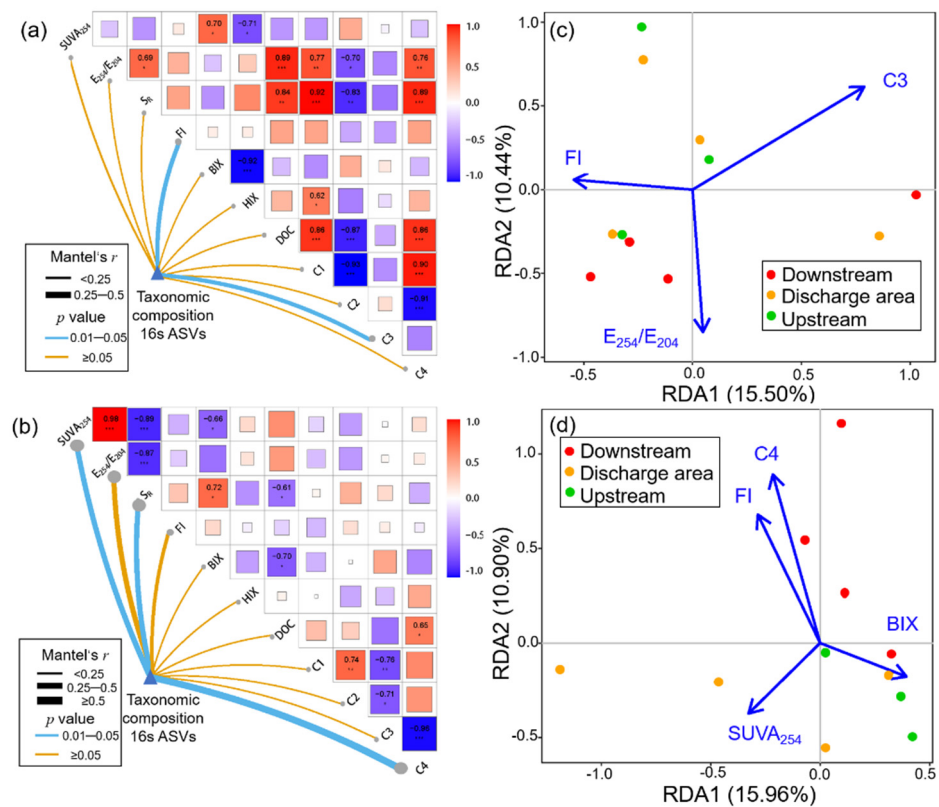 (a)
SUVA254
E254/E204
SR
FI
BIX
HIX
DOC
C1
C2
C3
C4
0.70 * −0.71 *
0.69 * 0.89 *** 0.77 ** −0.70 * 0.76 **
0.84 ** 0.92 *** −0.83 ** 0.89 ***
−0.92 ***
0.62 *
0.86 *** −0.87 *** 0.86 ***
−0.93 *** 0.90 ***
−0.91 ***
1.0
0.5
0.0
−0.5
−1.0
Mantel's r
<0.25
0.25—0.5
p value
0.01—0.05
≥0.05
Taxonomic
composition
16s ASVs
(c)
RDA2 (10.44%)
1.0
0.5
0.0
-0.5
-1.0
C3
FI
E254/E204
Downstream
Discharge area
Upstream
-0.5 0.0 0.5 1.0
RDA1 (15.50%)
(b)
SUVA254
E254/E204
SR
FI
BIX
HIX
DOC
C1
C2
C3
C4
0.98 *** −0.89 *** −0.66 *
−0.87 ***
0.72 * −0.61 *
−0.70 *
0.65 *
0.74 ** −0.76 **
−0.71 *
−0.96 ***
1.0
0.5
0.0
−0.5
−1.0
Mantel's r
<0.25
0.25—0.5
≥0.5
p value
0.01—0.05
≥0.05
Taxonomic
composition
16s ASVs
(d)
RDA2 (10.90%)
1.0
0.5
0.0
-0.5
Downstream
Discharge area
Upstream
C4
FI
BIX
SUVA254
-1.0 -0.5 0.0 0.5
RDA1 (15.96%)